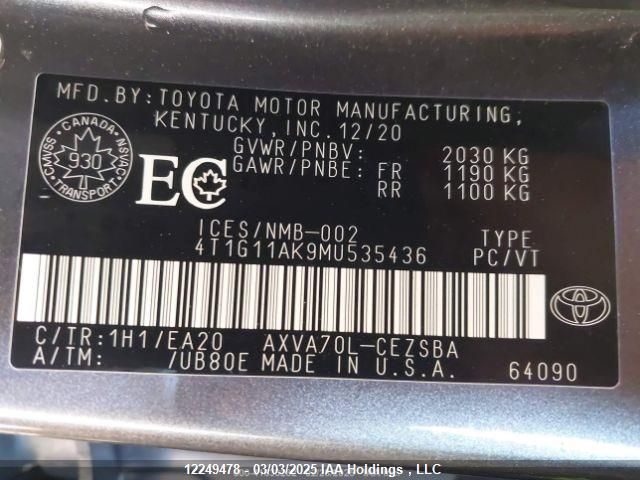 MFD.BY:TOYOTA MOTOR MANUFACTURING,
KENTUCKY, INC. 12/20
CANADA
CMVSS 930 NSVAC
TRANSPORT
EC
GVWR/PNBV: 2030 KG
GAWR/PNBE: FR 1190 KG
RR 1100 KG
ICES/NMB-002
4T1G11AK9MU535436
TYPE
PC/VT
C/TR:1H1/EA20 AXVA70L-CEZSBA
A/TM: /UB80E MADE IN U.S.A.
64090
12249478 - 03/03/2025 IAA Holdings , LLC